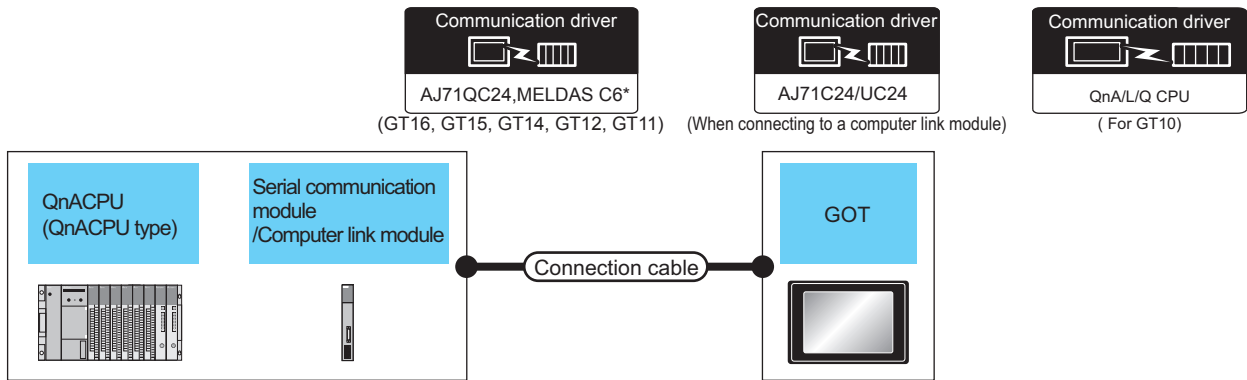 Communication driver
AJ71QC24,MELDAS C6*
(GT16, GT15, GT14, GT12, GT11)
Communication driver
AJ71C24/UC24
(When connecting to a computer link module)
Communication driver
QnA/L/Q CPU
( For GT10)
QnACPU
(QnACPU type)
Serial communication
module
/Computer link module
Connection cable
GOT